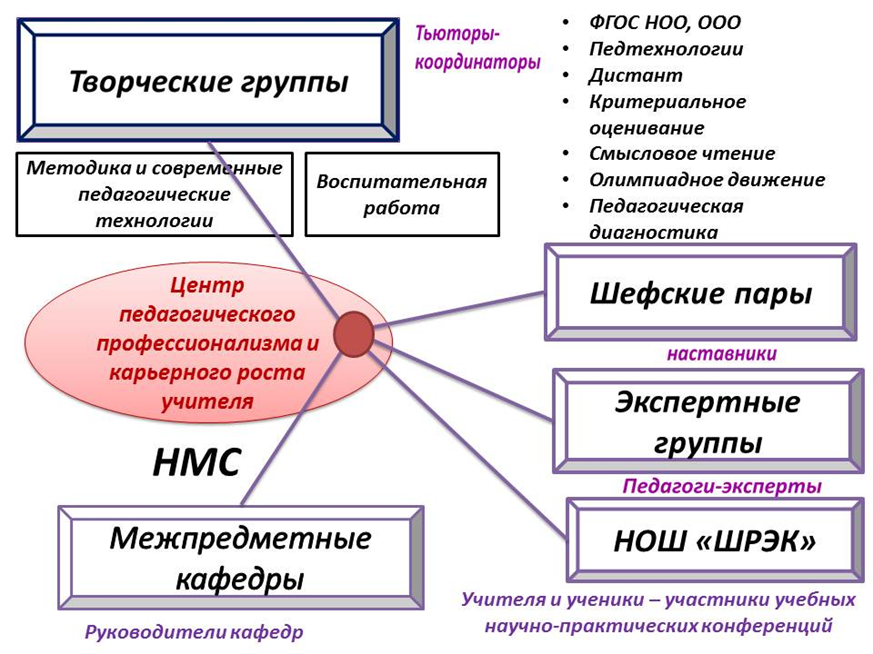 Творческие группы
Тьюторы-
координаторы
• ФГОС НОО, ООО
• Педтехнологии
• Дистант
• Критериальное
оценивание
• Смысловое чтение
• Олимпиадное движение
• Педагогическая
диагностика
Методика и современные
педагогические
технологии
Воспитательная
работа
Центр
педагогического
профессионализма и
карьерного роста
учителя
Шефские пары
наставники
Экспертные
группы
Педагоги-эксперты
НМС
Межпредметные
кафедры
Руководители кафедр
НОШ «ШРЭК»
Учителя и ученики – участники учебных
научно-практических конференций